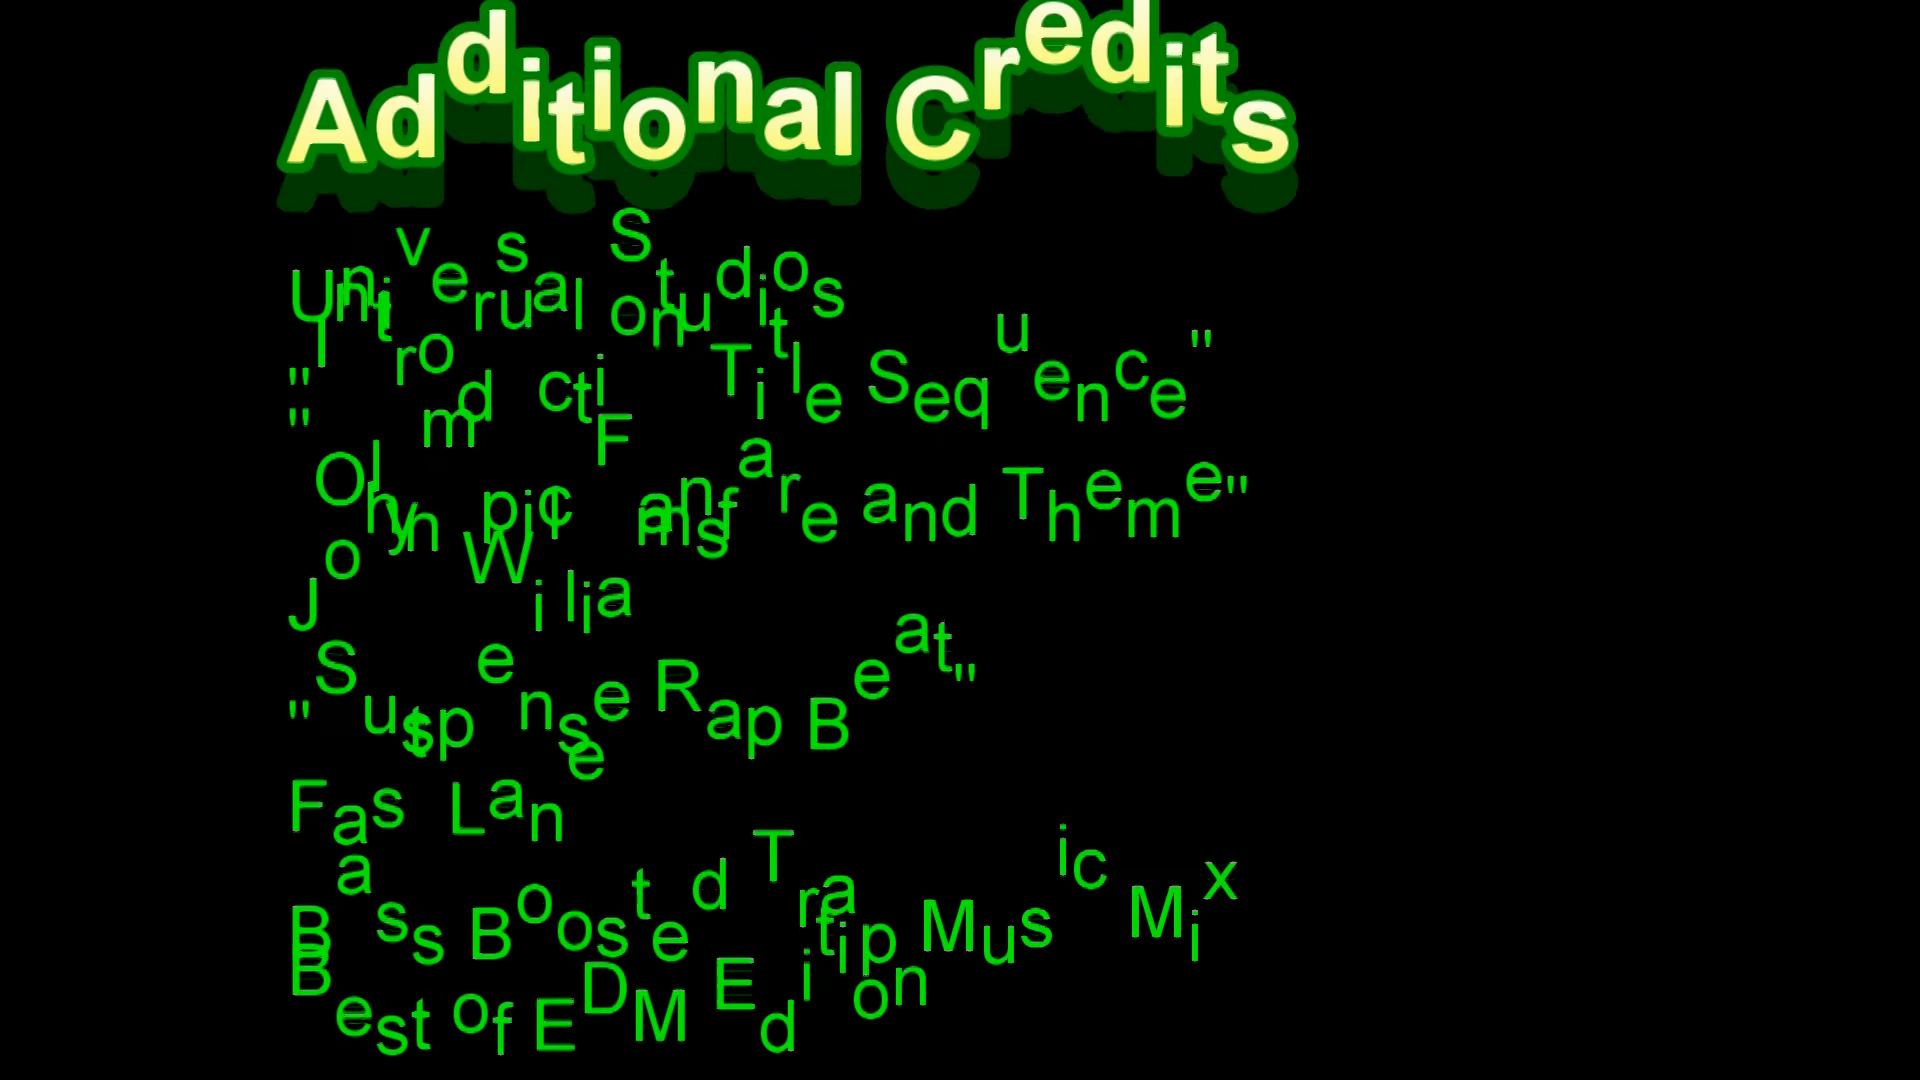 Additional Credits
Universal Studios
"Introduction Title Sequence"
"Olympic Fanfare and Theme"
John Williams
"Suspense Rap Beat"
Fast Lane
Bass Boosted Trap Music Mix
Best of EDM Edition